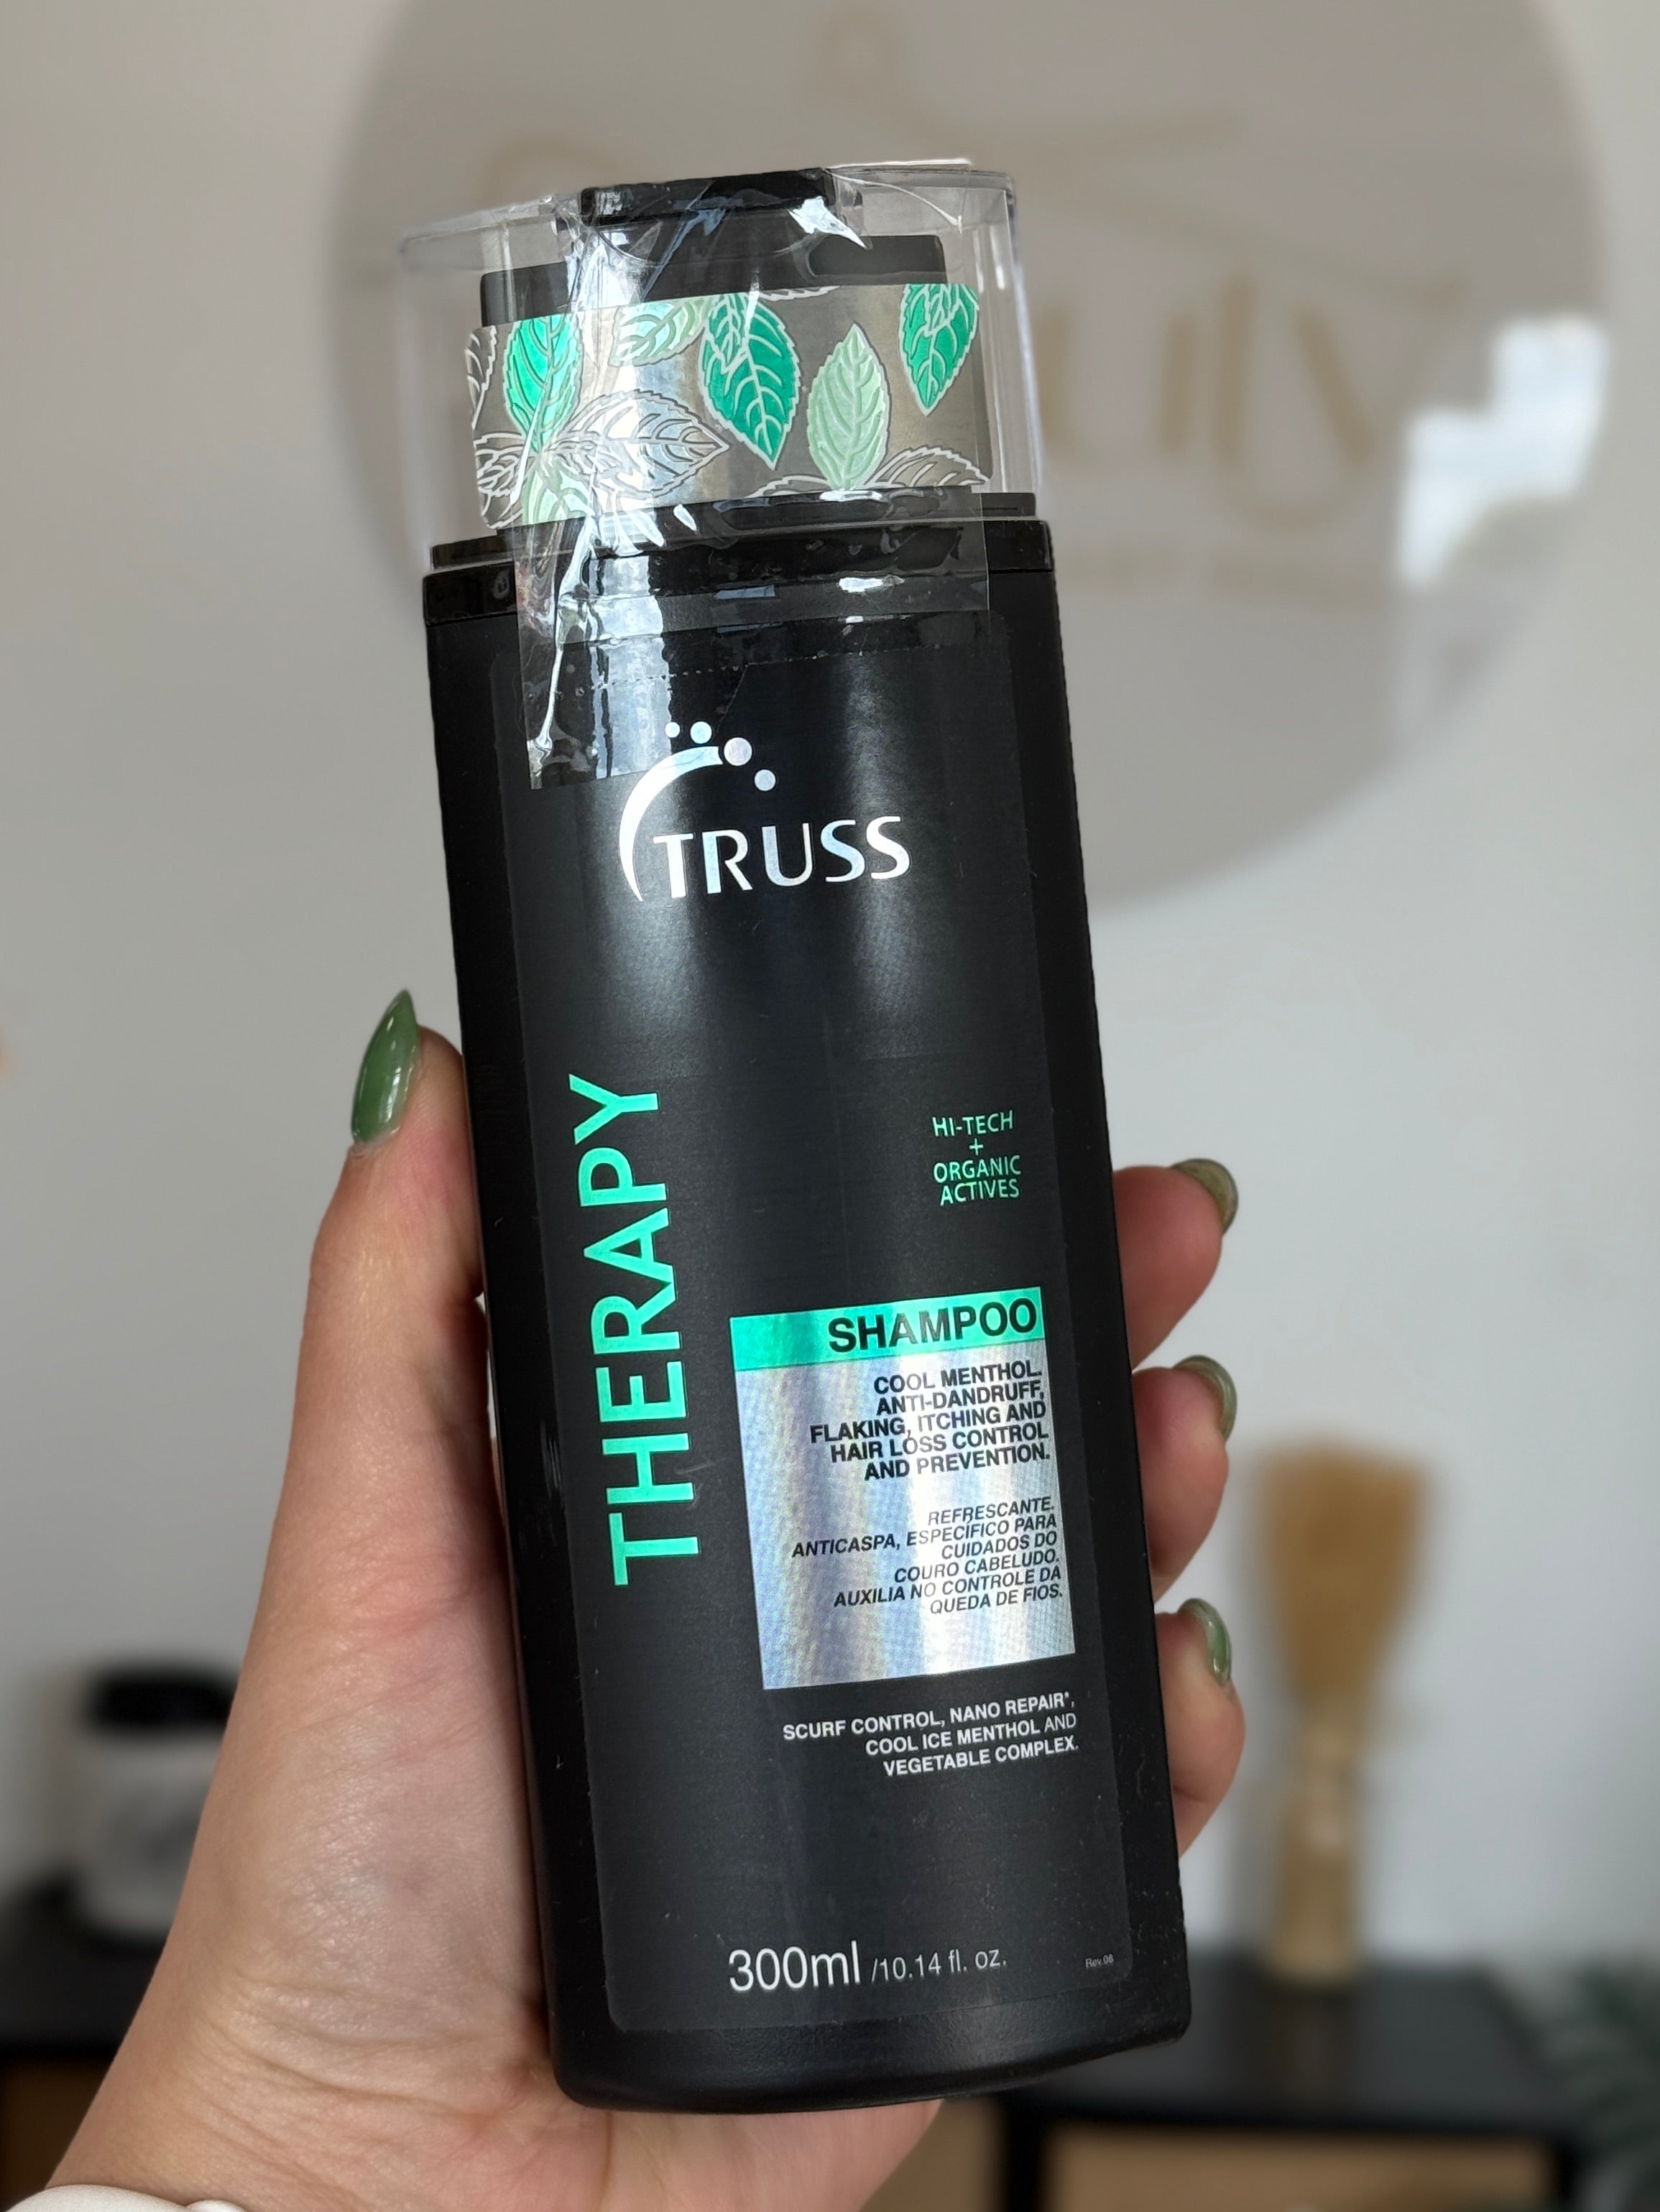 TRUSS
THERAPY
HI-TECH
+
ORGANIC
ACTIVES
SHAMPOO
COOL MENTHOL.
ANTI-DANDRUFF,
FLAKING, ITCHING AND
HAIR LOSS CONTROL
AND PREVENTION.
REFRESCANTE.
ANTICASPA, ESPECÍFICO PARA
CUIDADOS DO
COURO CABELUDO.
AUXILIA NO CONTROLE DA
QUEDA DE FIOS.
SCURF CONTROL, NANO REPAIR*,
COOL ICE MENTHOL AND
VEGETABLE COMPLEX.
300ml /10.14 fl. oz.
Rev.06